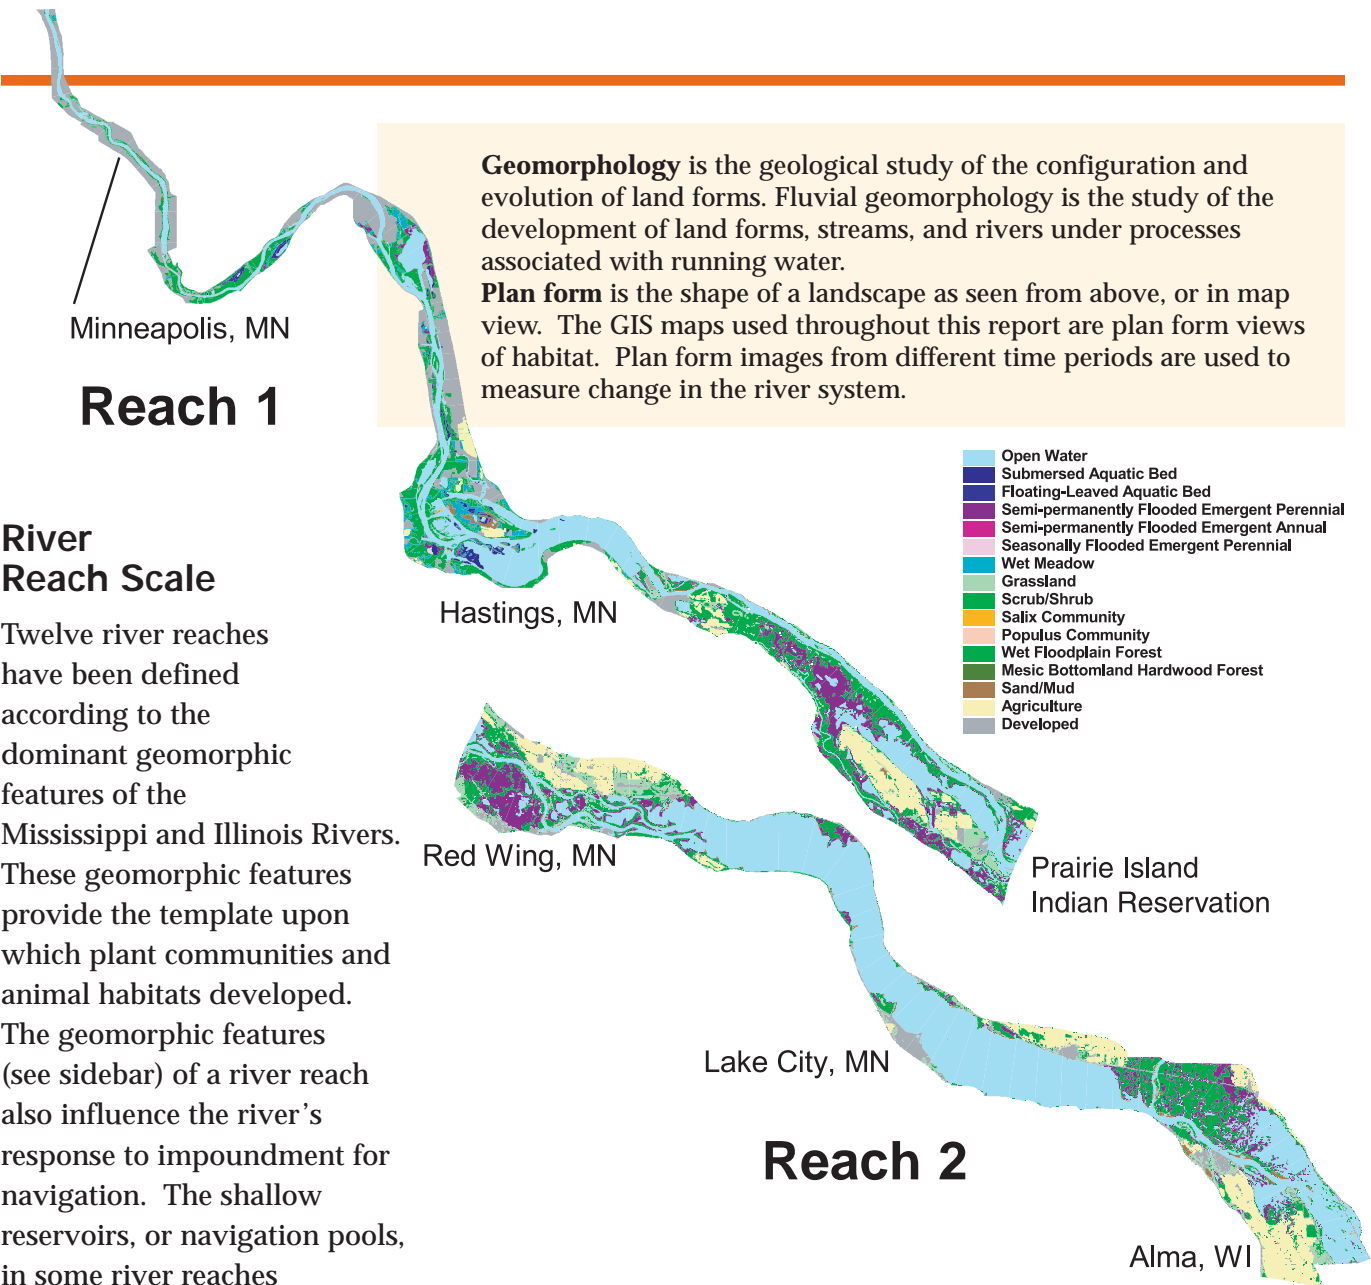 Geomorphology is the geological study of the configuration and
evolution of land forms. Fluvial geomorphology is the study of the
development of land forms, streams, and rivers under processes
associated with running water.
Plan form is the shape of a landscape as seen from above, or in map
view. The GIS maps used throughout this report are plan form views
of habitat. Plan form images from different time periods are used to
measure change in the river system.
Minneapolis, MN
Reach 1
Open Water
Submersed Aquatic Bed
Floating-Leaved Aquatic Bed
Semi-permanently Flooded Emergent Perennial
Semi-permanently Flooded Emergent Annual
Seasonally Flooded Emergent Perennial
Wet Meadow
Grassland
Scrub/Shrub
Salix Community
Populus Community
Wet Floodplain Forest
Mesic Bottomland Hardwood Forest
Sand/Mud
Agriculture
Developed
Hastings, MN
River
Reach Scale
Twelve river reaches
have been defined
according to the
dominant geomorphic
features of the
Mississippi and Illinois Rivers.
These geomorphic features
provide the template upon
which plant communities and
animal habitats developed.
The geomorphic features
(see sidebar) of a river reach
also influence the river's
response to impoundment for
navigation. The shallow
reservoirs, or navigation pools,
in some river reaches
Red Wing, MN
Prairie Island
Indian Reservation
Lake City, MN
Reach 2
Alma, WI